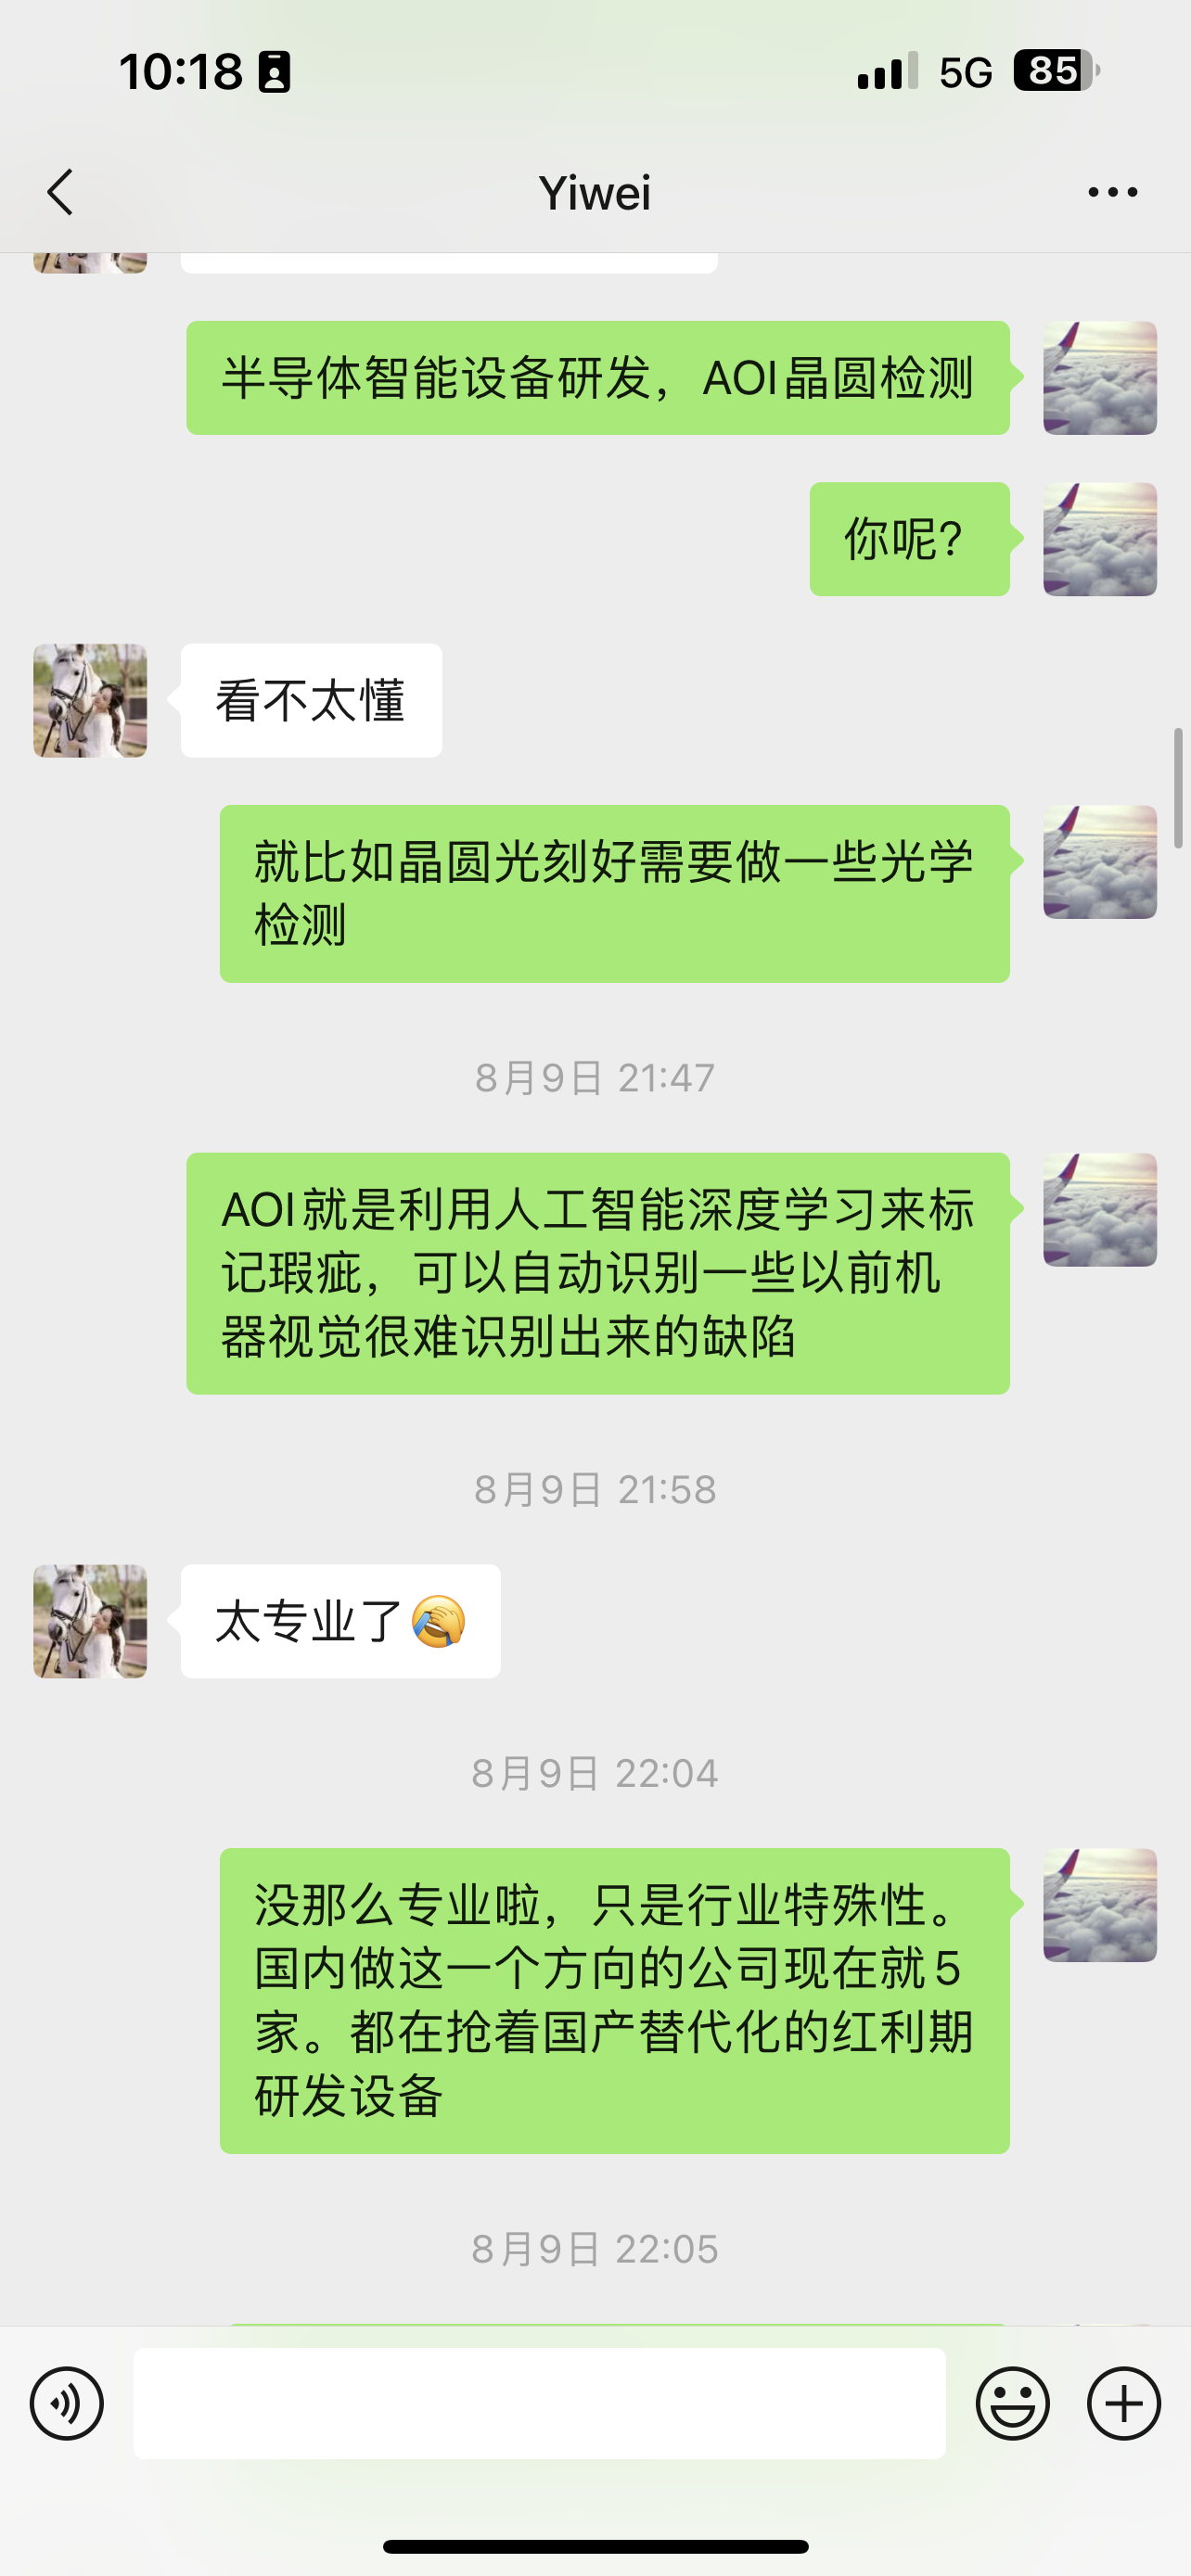 10:18
5G
85
Yiwei
半导体智能设备研发，AOI晶圆检测
你呢?
看不太懂
就比如晶圆光刻好需要做一些光学
检测
8月9日 21:47
AOI就是利用人工智能深度学习来标
记瑕疵，可以自动识别一些以前机
器视觉很难识别出来的缺陷
8月9日 21:58
太专业了🤦
8月9日 22:04
没那么专业啦，只是行业特殊性。
国内做这一个方向的公司现在就5
家。都在抢着国产替代化的红利期
研发设备
8月9日 22:05